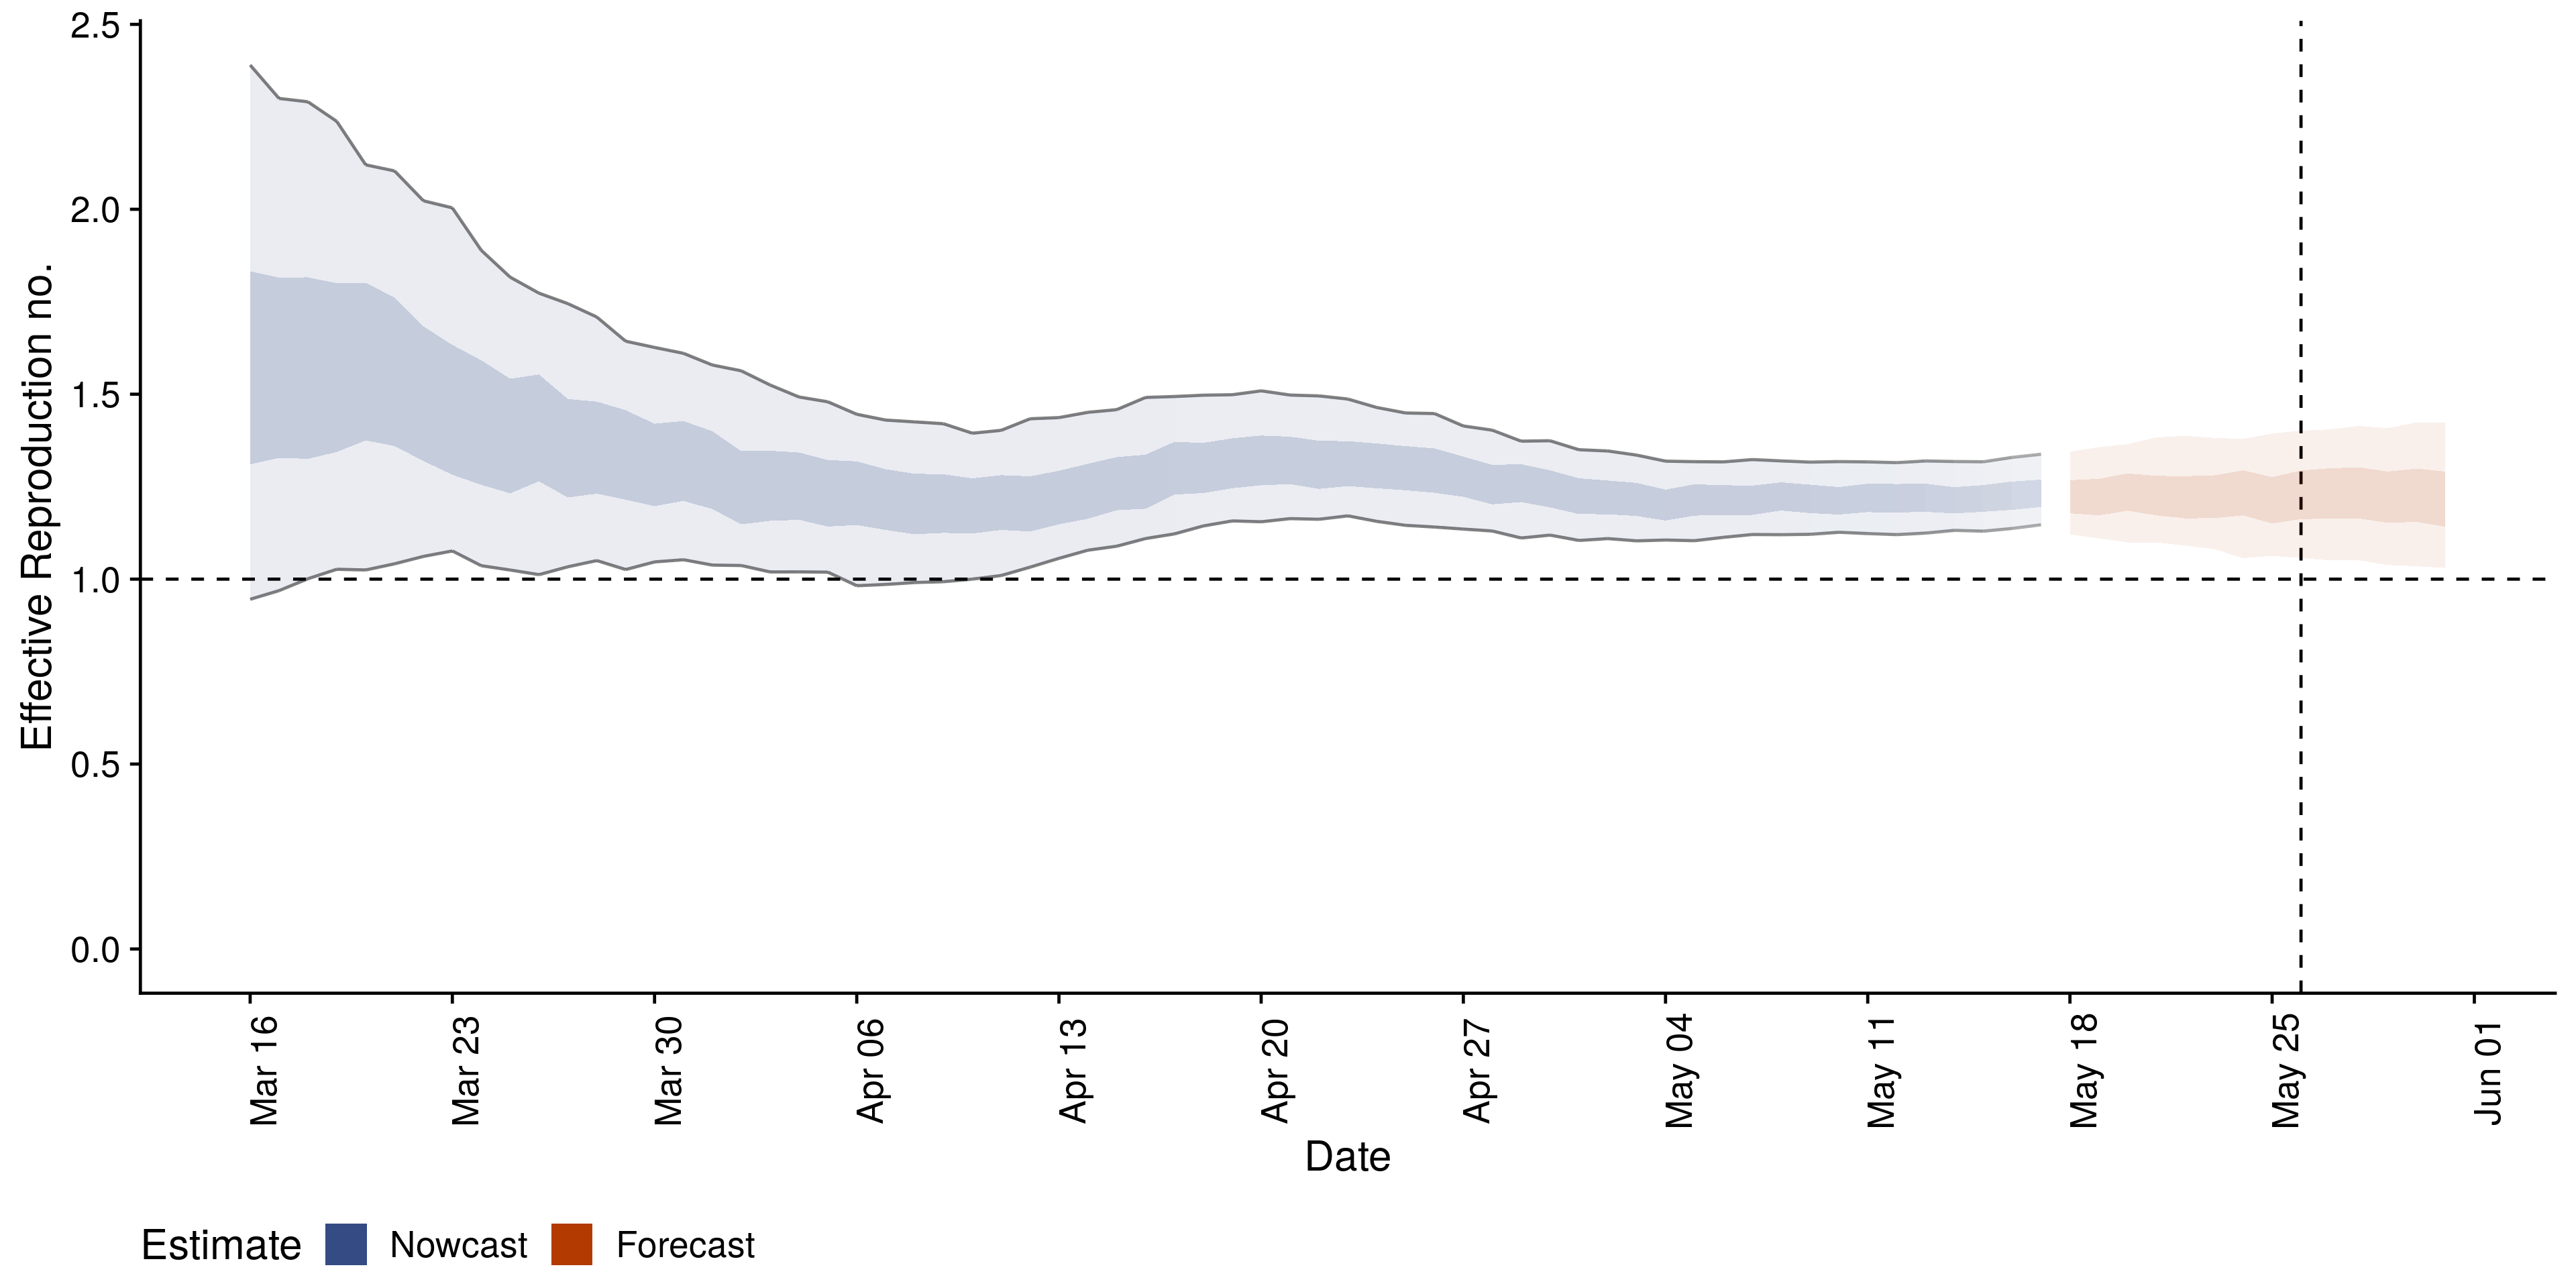 Effective Reproduction no.
2.5
2.0
1.5
1.0
0.5
0.0
Mar 16
Mar 23
Mar 30
Apr 06
Apr 13
Apr 20
Apr 27
May 04
May 11
May 18
May 25
Jun 01
Date
Estimate Nowcast Forecast